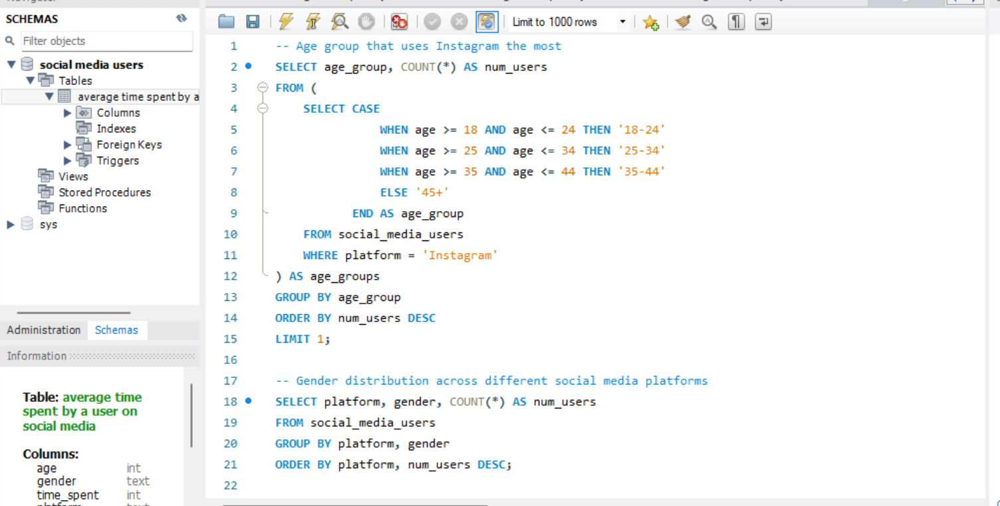 SCHEMAS
Filter objects
social media users
Tables
average time spent by a
Columns
Indexes
Foreign Keys
Triggers
Views
Stored Procedures
Functions
sys
Administration Schemas
Information
Table: average time
spent by a user on
social media
Columns:
age int
gender text
time_spent int
platform text
Limit to 1000 rows
1 -- Age group that uses Instagram the most
2 SELECT age_group, COUNT(*) AS num_users
3 FROM (
4 SELECT CASE
5 WHEN age >= 18 AND age <= 24 THEN '18-24'
6 WHEN age >= 25 AND age <= 34 THEN '25-34'
7 WHEN age >= 35 AND age <= 44 THEN '35-44'
8 ELSE '45+'
9 END AS age_group
10 FROM social_media_users
11 WHERE platform = 'Instagram'
12 ) AS age_groups
13 GROUP BY age_group
14 ORDER BY num_users DESC
15 LIMIT 1;
16
17 -- Gender distribution across different social media platforms
18 SELECT platform, gender, COUNT(*) AS num_users
19 FROM social_media_users
20 GROUP BY platform, gender
21 ORDER BY platform, num_users DESC;
22